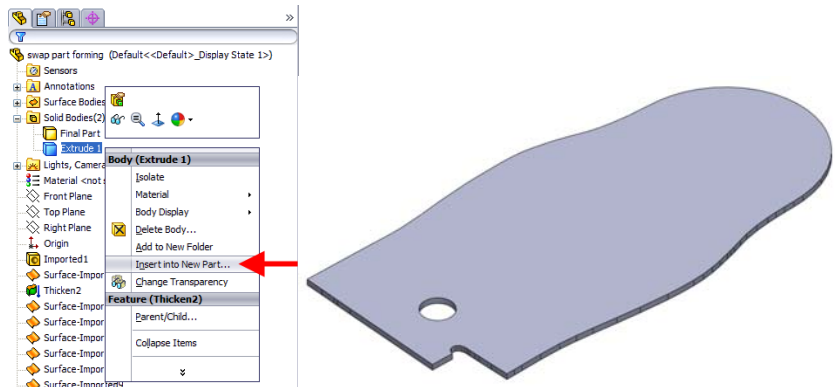 »
swap part forming (Default<<Default>_Display State 1>)
Sensors
A Annotations
Surface Bodies
Solid Bodies(2)
Final Part
Extrude 1
Body (Extrude 1)
Lights, Camera
Isolate
Material <not s
Material
Front Plane
Body Display
Top Plane
Delete Body...
Right Plane
Add to New Folder
Origin
Insert into New Part...
Imported1
Surface-Impor
Change Transparency
Thicken2
Feature (Thicken2)
Surface-Impor
Parent/Child...
Surface-Impor
Surface-Impor
Collapse Items
Surface-Impor
Surface-Impor
Surface-Imported9